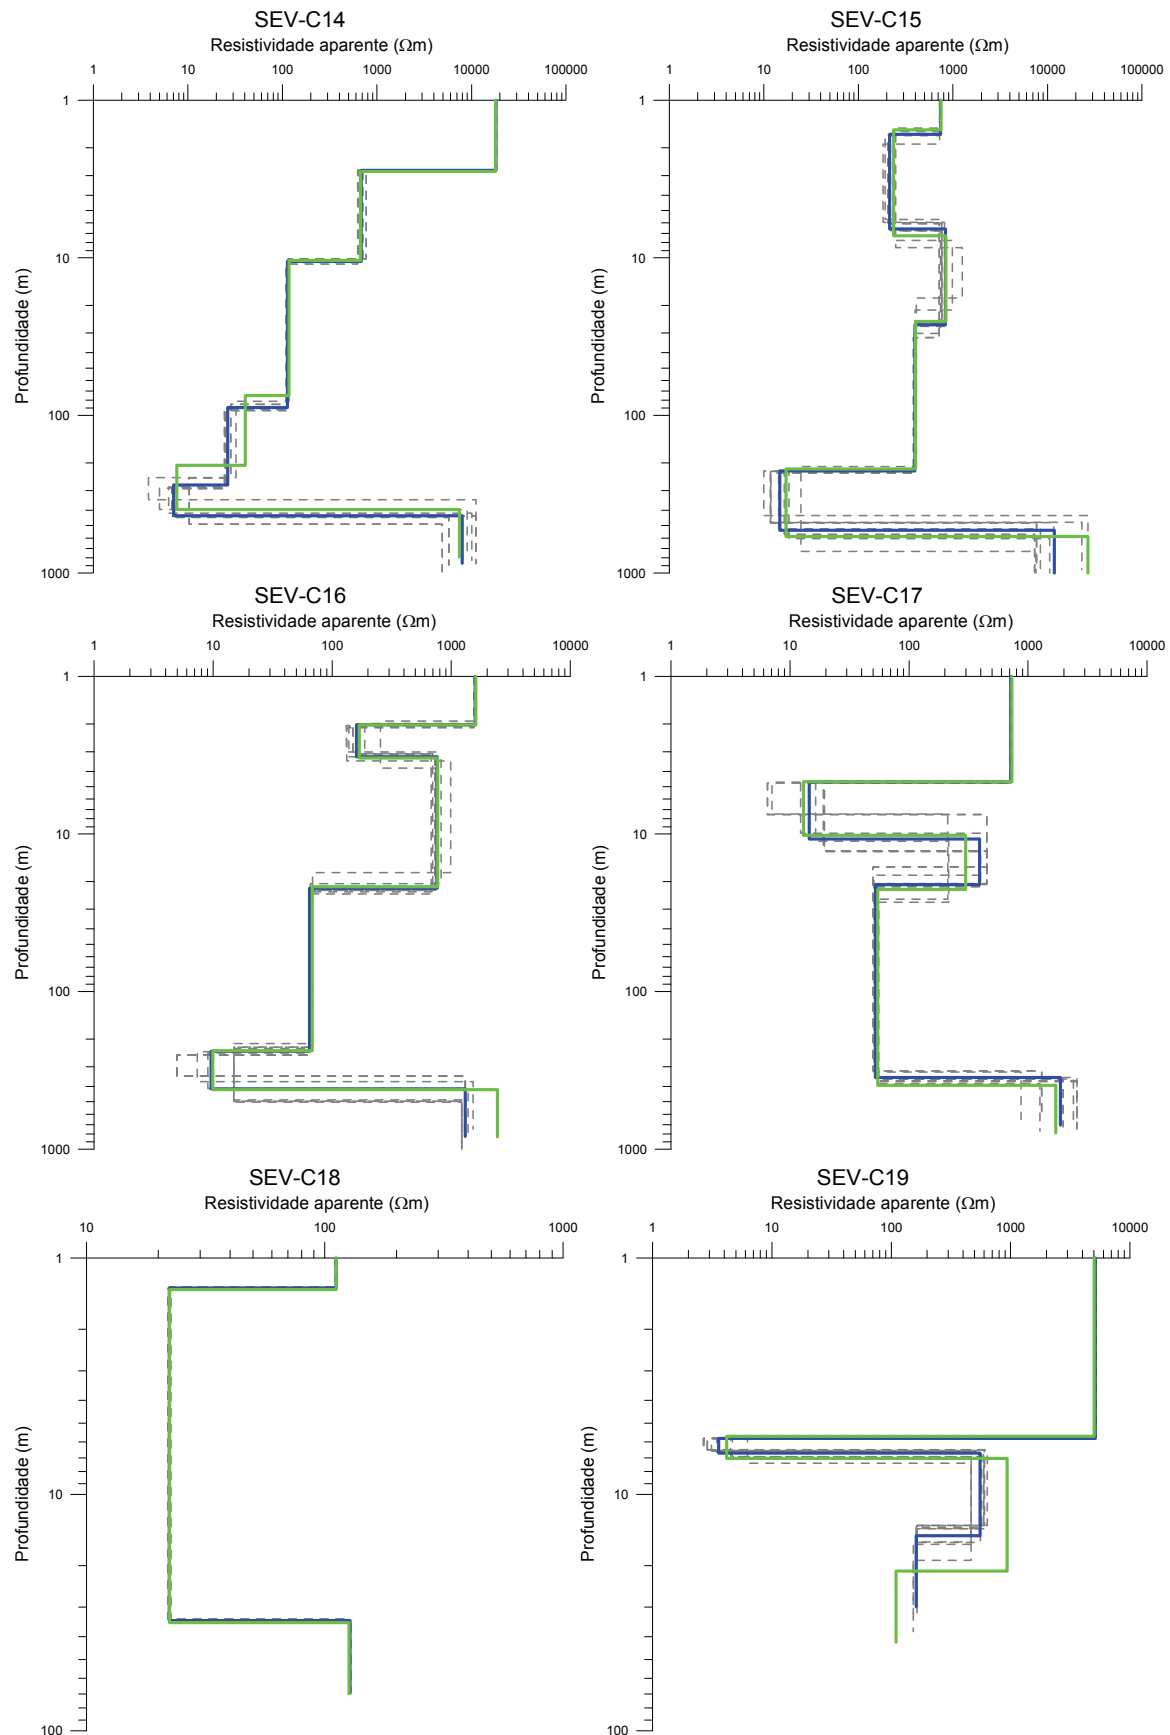 SEV-C14
Resistividade aparente (Ωm)
1 10 100 1000 10000 100000
1
10
100
1000
Profundidade (m)
SEV-C15
Resistividade aparente (Ωm)
1 10 100 1000 10000 100000
1
10
100
1000
Profundidade (m)
SEV-C16
Resistividade aparente (Ωm)
1 10 100 1000 10000
1
10
100
1000
Profundidade (m)
SEV-C17
Resistividade aparente (Ωm)
1 10 100 1000 10000
1
10
100
1000
Profundidade (m)
SEV-C18
Resistividade aparente (Ωm)
10 100 1000
1
10
100
Profundidade (m)
SEV-C19
Resistividade aparente (Ωm)
1 10 100 1000 10000
1
10
100
Profundidade (m)